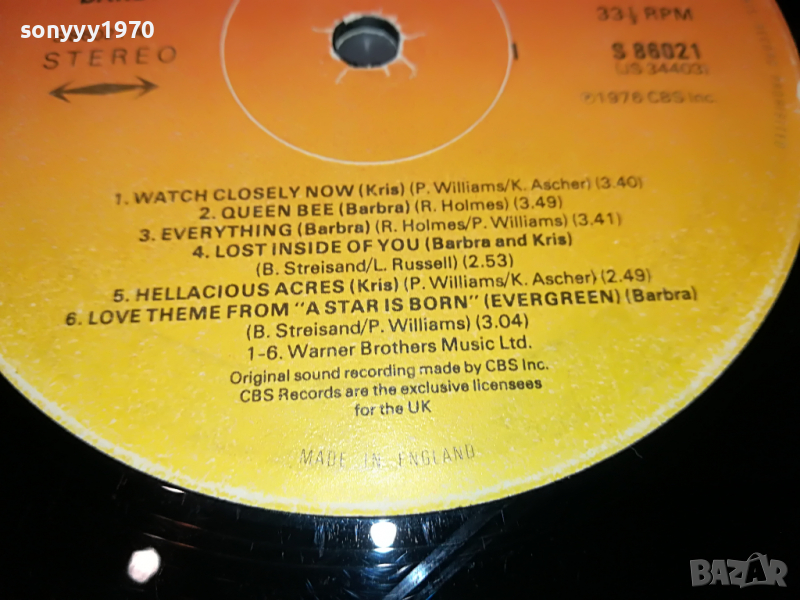 sonyyy1970
STEREO
33⅓ RPM
S 86021
(US 34403)
℗1976 CBS Inc.
1. WATCH CLOSELY NOW (Kris) (P. Williams/K. Ascher) (3.40)
2. QUEEN BEE (Barbra) (R. Holmes) (3.49)
3. EVERYTHING (Barbra) (R. Holmes/P. Williams) (3.41)
4. LOST INSIDE OF YOU (Barbra and Kris)
(B. Streisand/L. Russell) (2.53)
5. HELLACIOUS ACRES (Kris) (P. Williams/K. Ascher) (2.49)
6. LOVE THEME FROM "A STAR IS BORN" (EVERGREEN) (Barbra)
(B. Streisand/P. Williams) (3.04)
1-6. Warner Brothers Music Ltd.
Original sound recording made by CBS Inc.
CBS Records are the exclusive licensees
for the UK
MADE IN ENGLAND
BAZAR